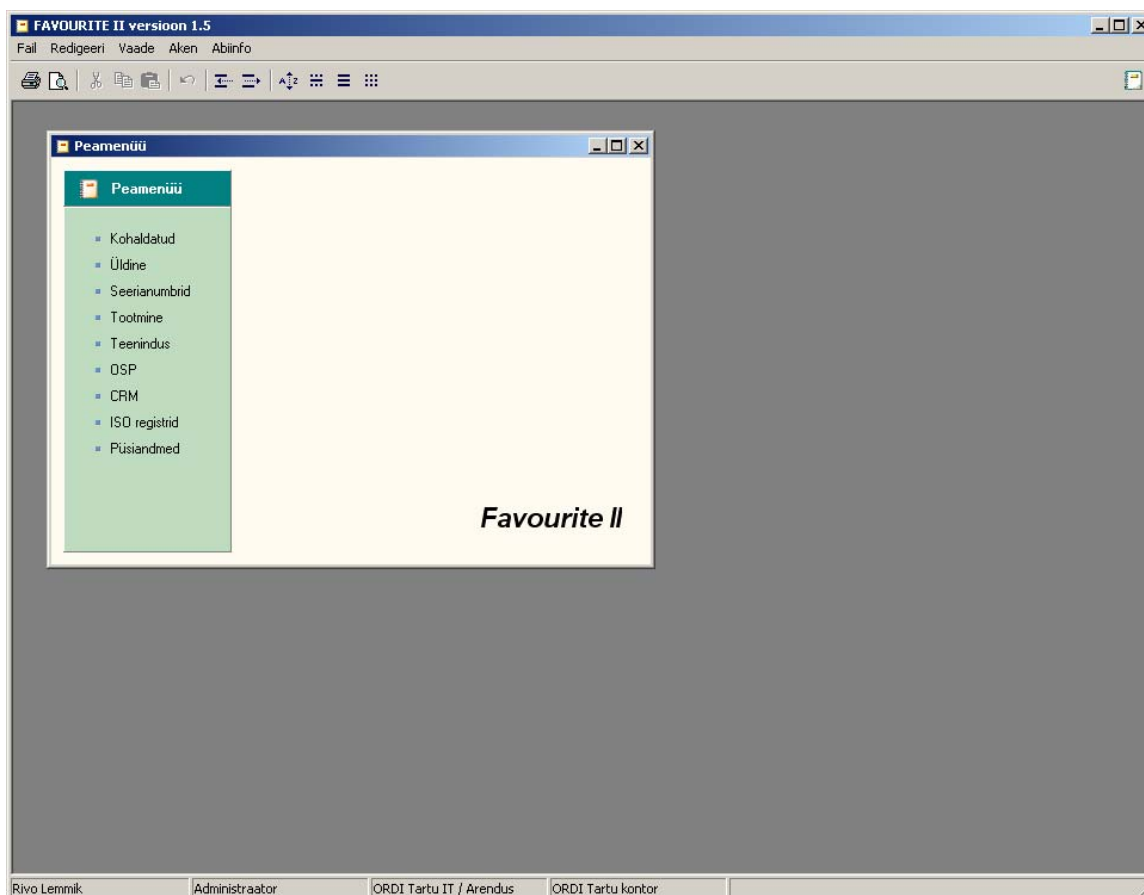 FAVOURITE II versioon 1.5
Fail Redigeeri Vaade Aken Abiinfo
Peamenüü
Peamenüü
Kohaldatud
Üldine
Seerianumbrid
Tootmine
Teenindus
OSP
CRM
ISO registrid
Püsiandmed
Favourite II
Rivo Lemmik Administraator ORDI Tartu IT / Arendus ORDI Tartu kontor